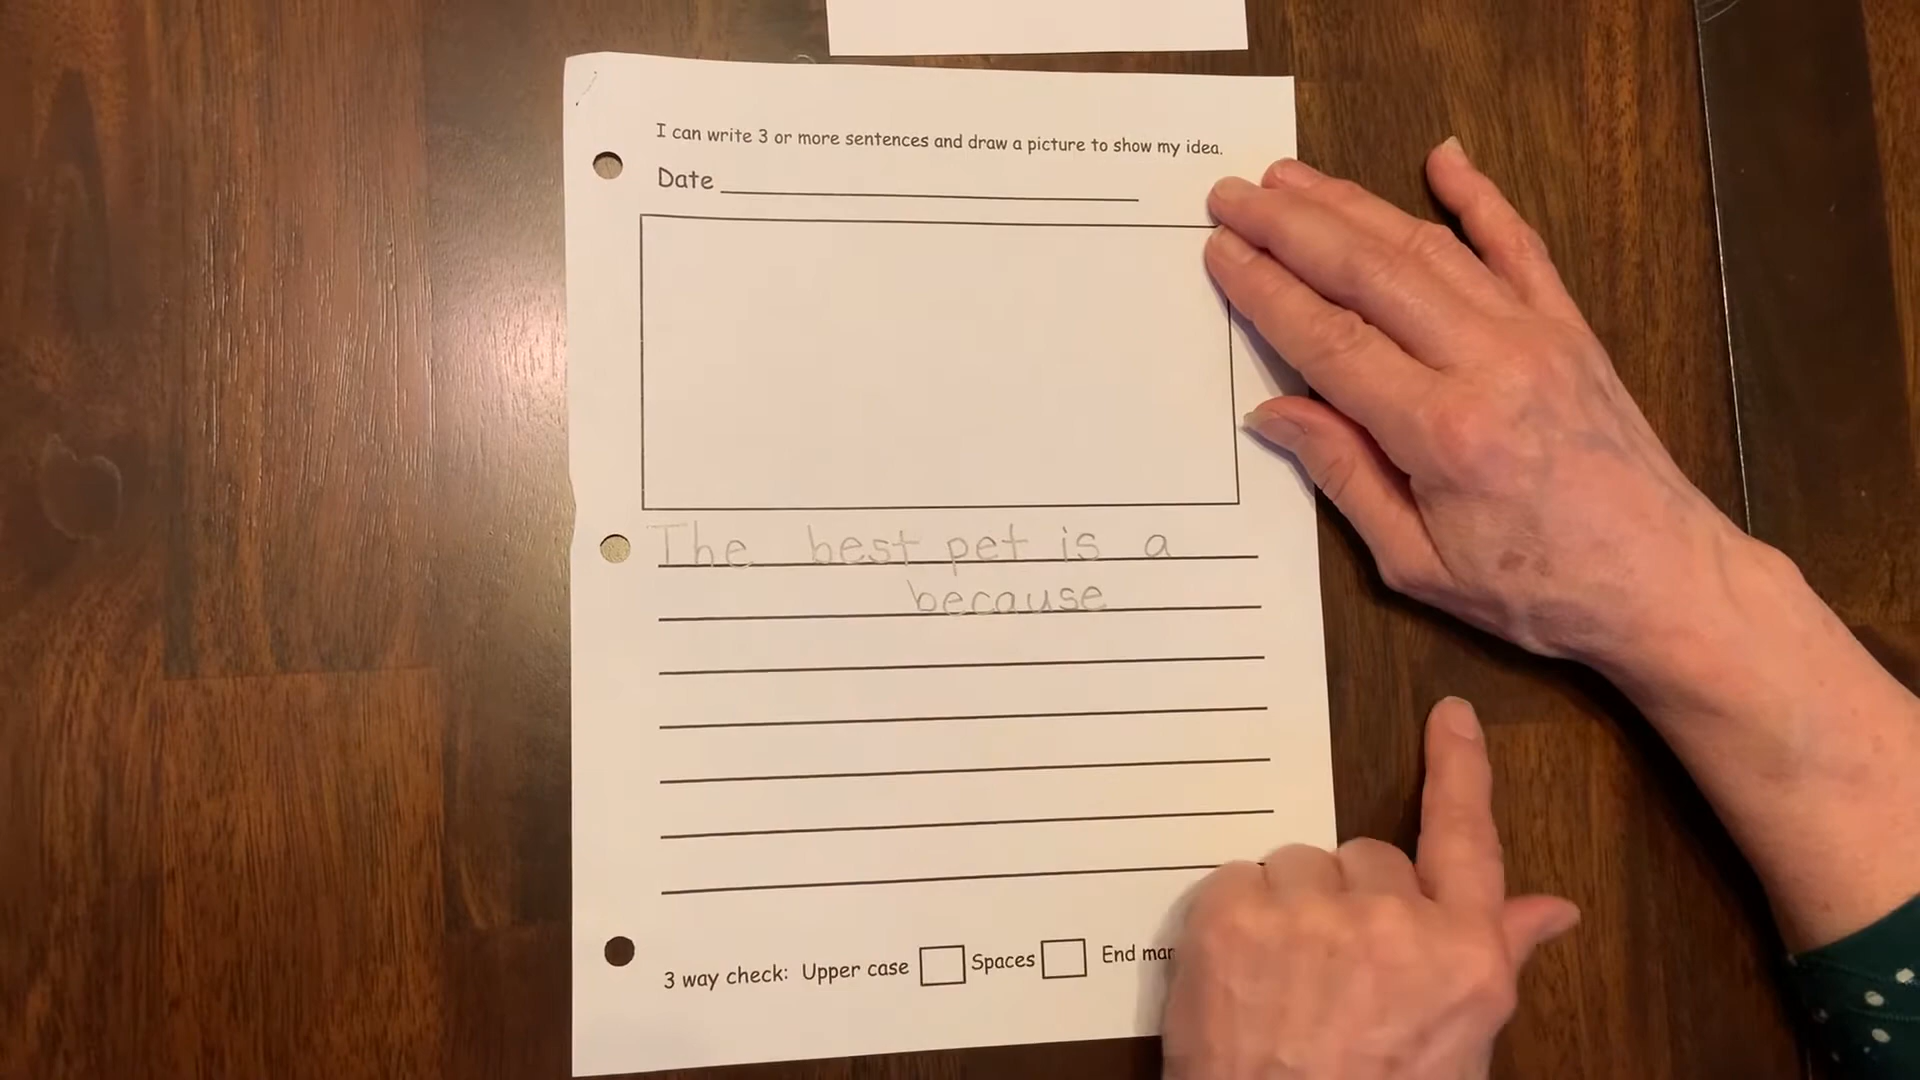 I can write 3 or more sentences and draw a picture to show my idea.
Date
The best pet is a
because
3 way check: Upper case Spaces End mar